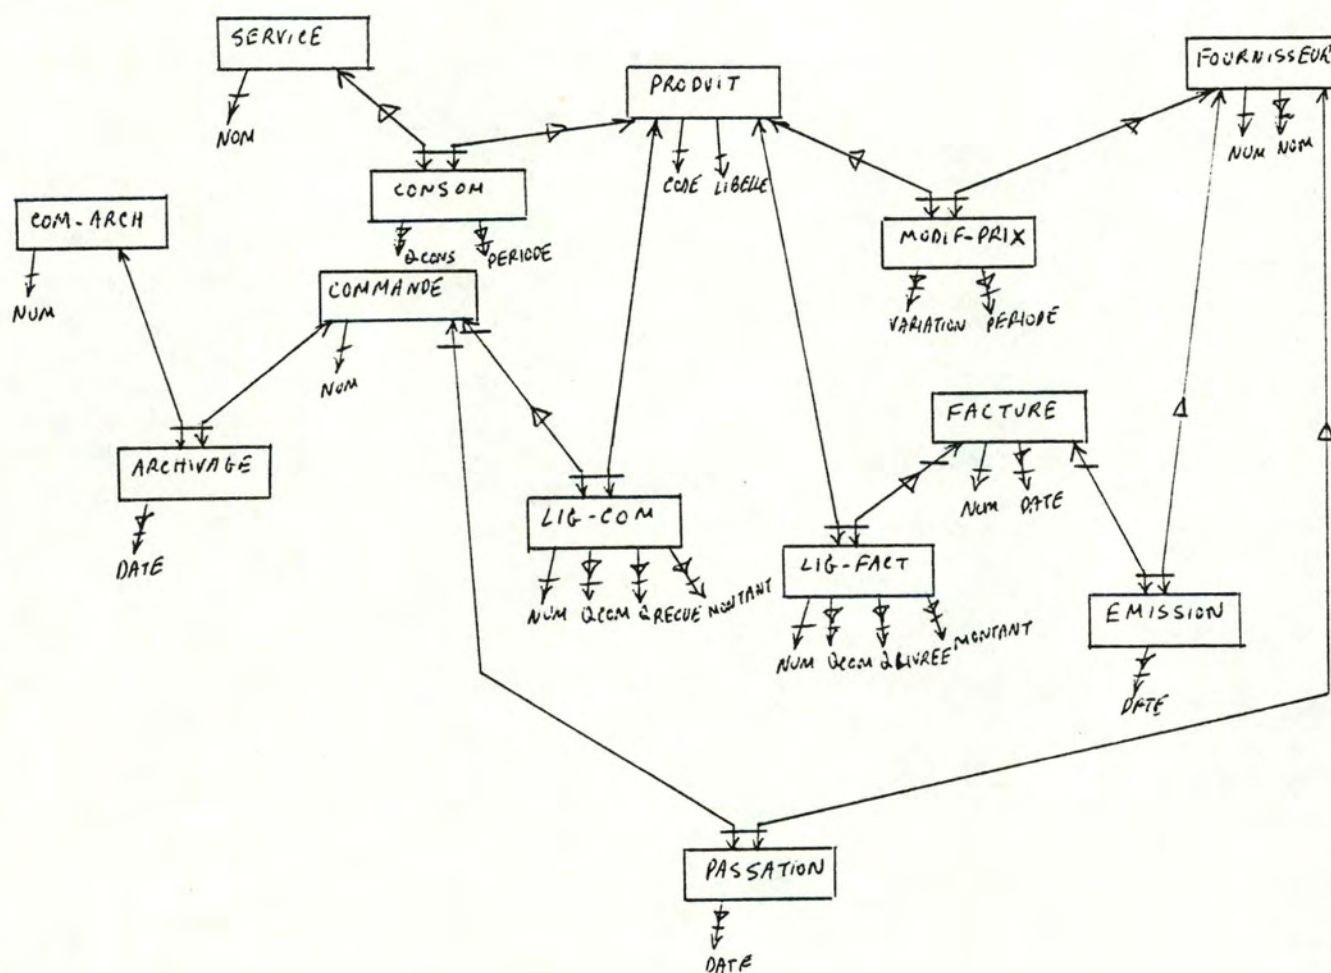 SERVICE
NOM
PRODUIT
CODE LIBELLE
FOURNISSEUR
NUM NOM
CONSOM
QCONS PERIODE
COM-ARCH
NUM
COMMANDE
NUM
MODIF-PRIX
VARIATION PERIODE
ARCHIVAGE
DATE
FACTURE
NUM DATE
LIG-COM
NUM QCOM QRECUE MONTANT
LIG-FACT
NUM QCOM QLIVREE MONTANT
EMISSION
DATE
PASSATION
DATE